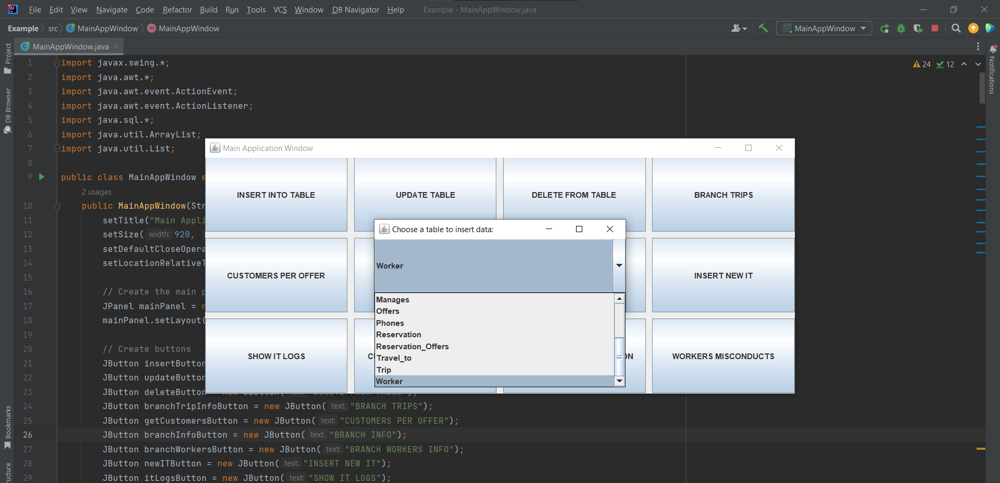 File Edit View Navigate Code Refactor Build Run Tools VCS Window DB Navigator Help Example - MainAppWindow.java
Example src MainAppWindow MainAppWindow MainAppWindow
MainAppWindow.java
Project
DB Browser
Bookmarks
Notifications
24 12
1 import javax.swing.*;
2 import java.awt.*;
3 import java.awt.event.ActionEvent;
4 import java.awt.event.ActionListener;
5 import java.sql.*;
6 import java.util.ArrayList;
7 import java.util.List;
8
9 public class MainAppWindow e
2 usages
10 public MainAppWindow(Str
11 setTitle("Main Appli
12 setSize( width: 920,
13 setDefaultCloseOpera
14 setLocationRelativeT
15
16 // Create the main p
17 JPanel mainPanel = n
18 mainPanel.setLayout(
19
20 // Create buttons
21 JButton insertButton
22 JButton updateButton
23 JButton deleteButton = new JButton( text: "DELETE FROM TABLE");
24 JButton branchTripInfoButton = new JButton( text: "BRANCH TRIPS");
25 JButton getCustomersButton = new JButton( text: "CUSTOMERS PER OFFER");
26 JButton branchInfoButton = new JButton( text: "BRANCH INFO");
27 JButton branchWorkersButton = new JButton( text: "BRANCH WORKERS INFO");
28 JButton newITButton = new JButton( text: "INSERT NEW IT");
29 JButton itLogsButton = new JButton( text: "SHOW IT LOGS");
Main Application Window
INSERT INTO TABLE UPDATE TABLE DELETE FROM TABLE BRANCH TRIPS
CUSTOMERS PER OFFER INSERT NEW IT
SHOW IT LOGS WORKERS MISCONDUCTS
Choose a table to insert data:
Worker
Manages
Offers
Phones
Reservation
Reservation_Offers
Travel_to
Trip
Worker